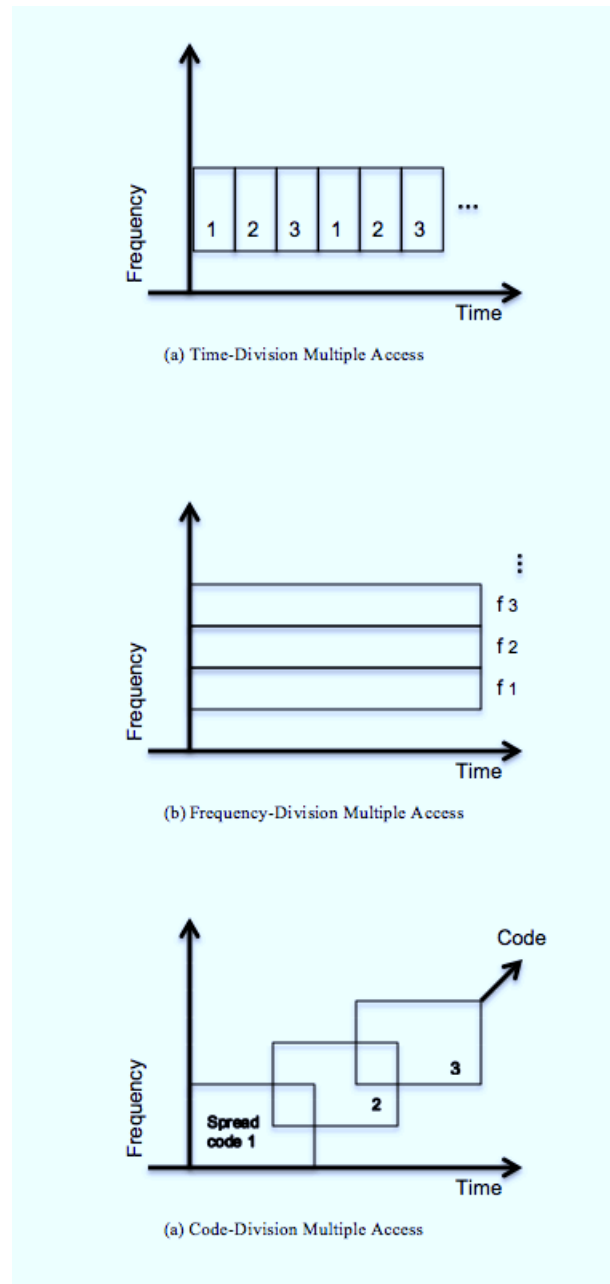 Frequency
1 2 3 1 2 3 ...
Time
(a) Time-Division Multiple Access
Frequency
⋮
f 3
f 2
f 1
Time
(b) Frequency-Division Multiple Access
Code
Frequency
3
2
Spread
code 1
Time
(a) Code-Division Multiple Access